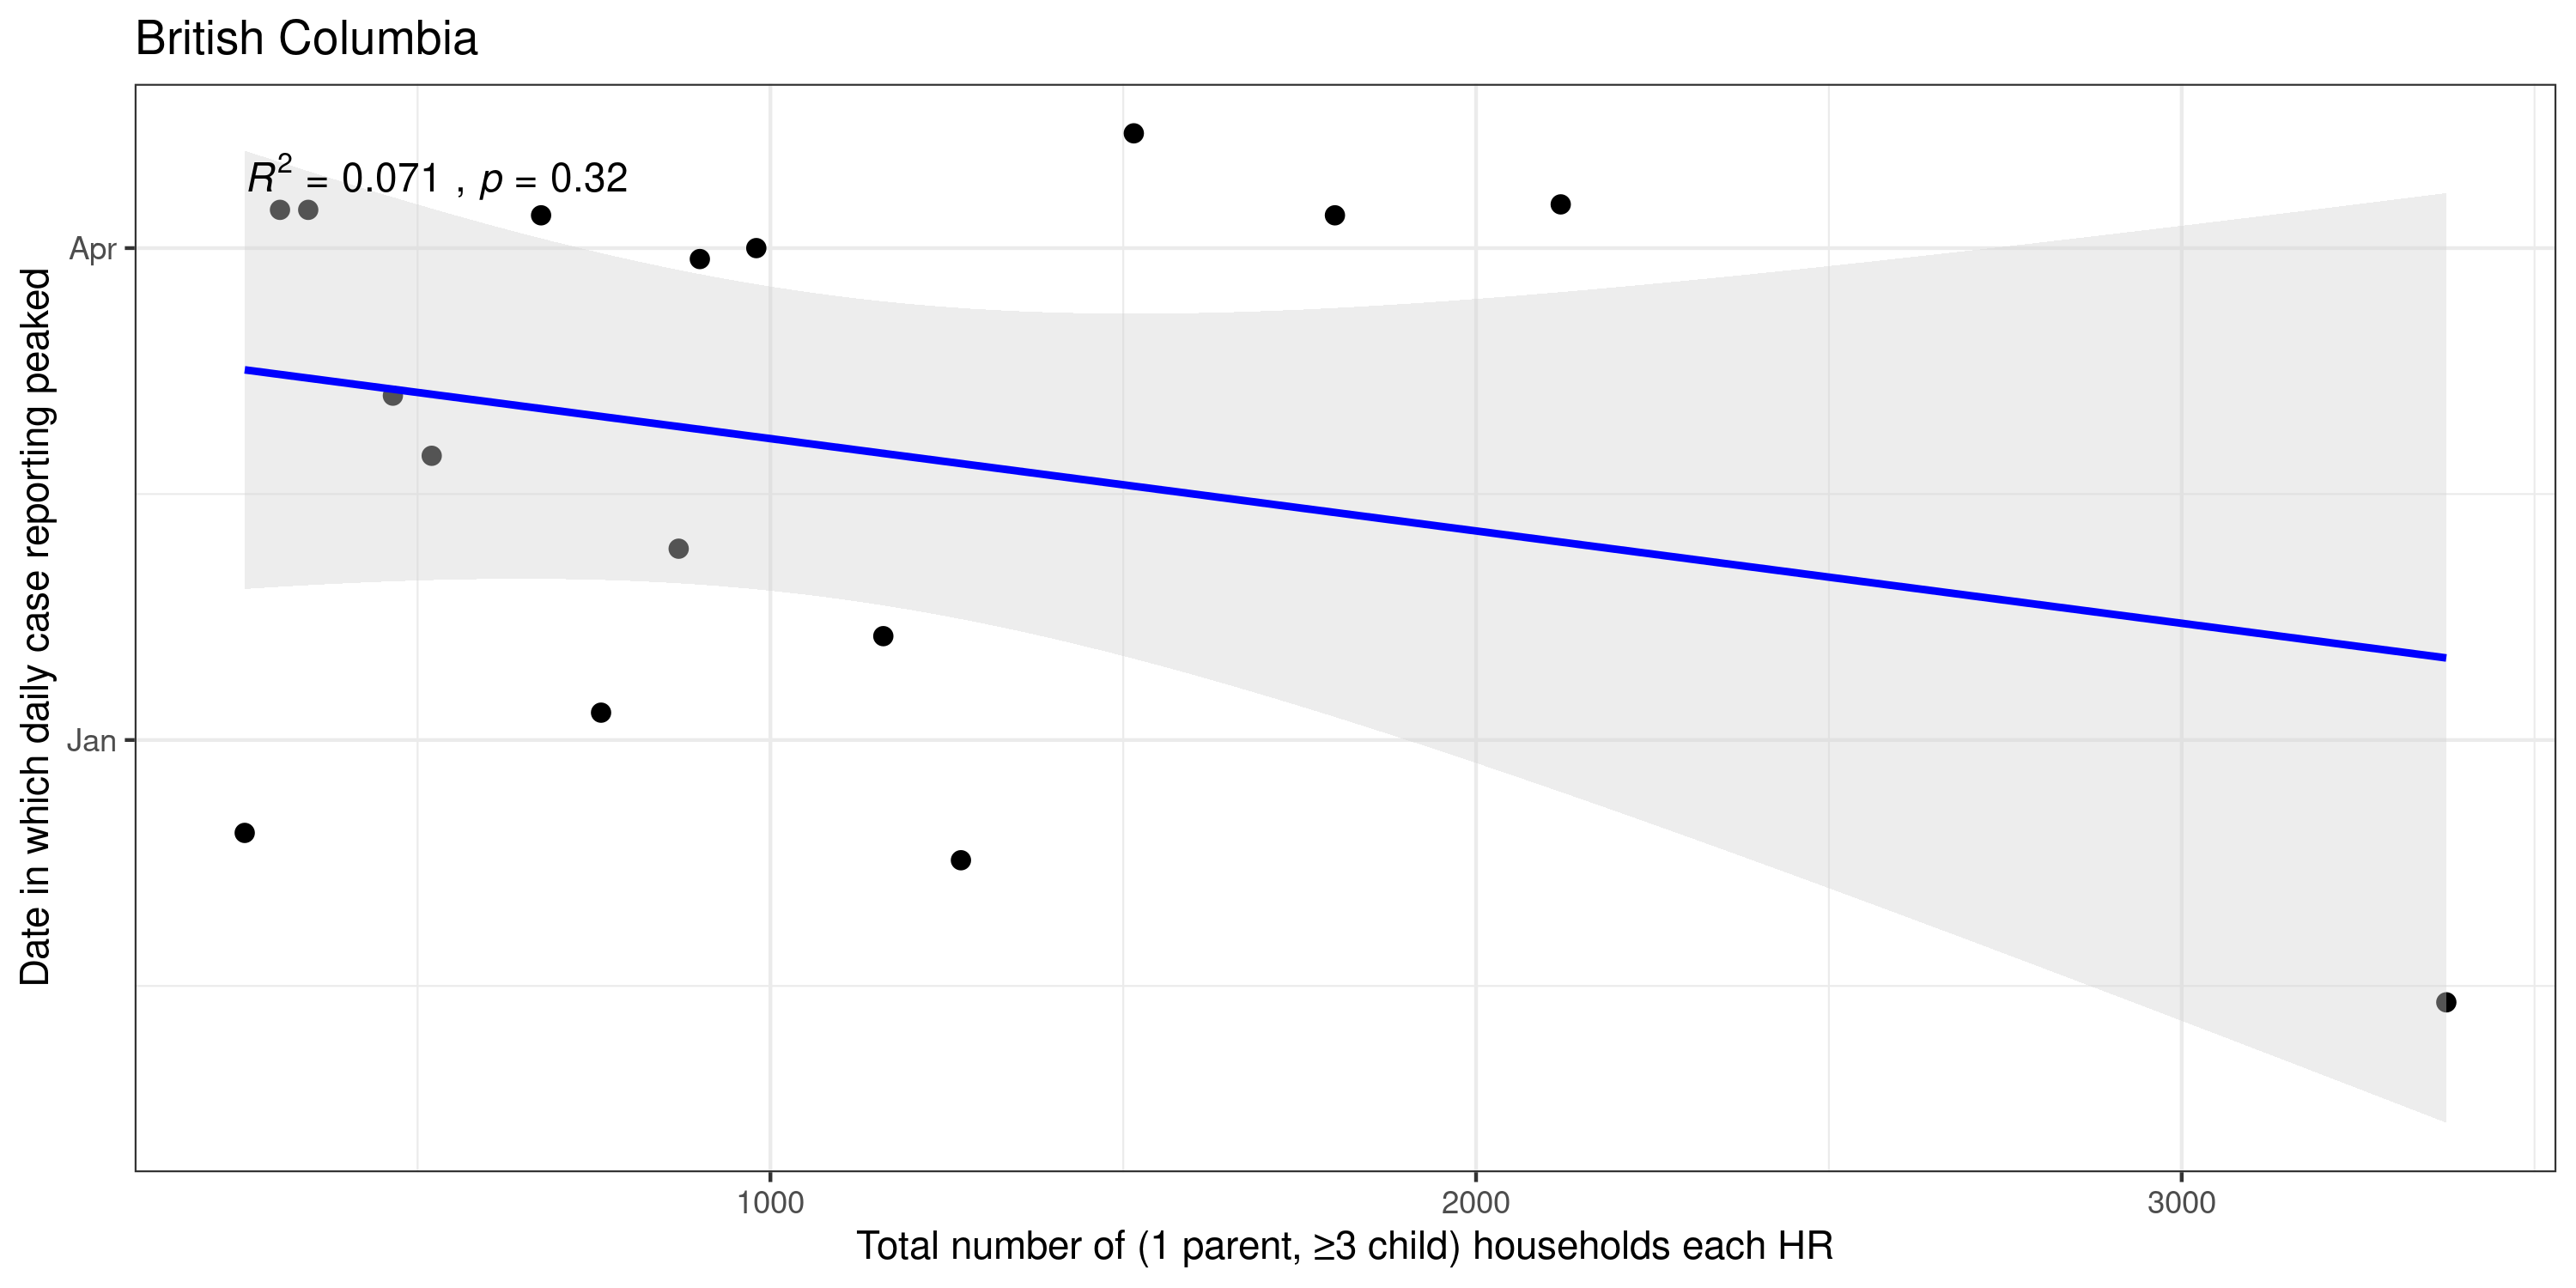 British Columbia
R² = 0.071 , p = 0.32
Apr
Jan
Date in which daily case reporting peaked
1000
2000
3000
Total number of (1 parent, ≥3 child) households each HR